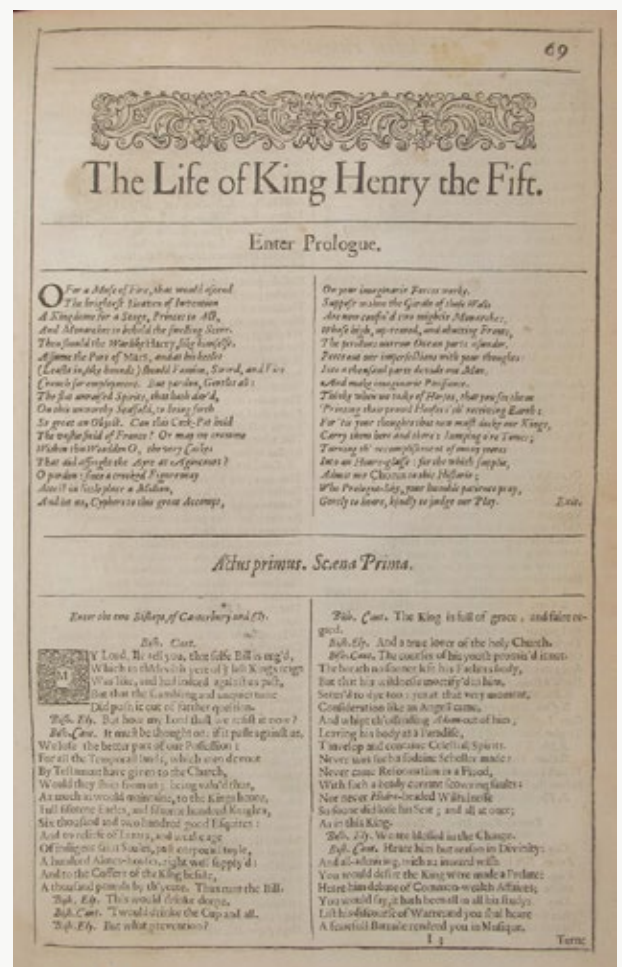 69
The Life of King Henry the Fift.
Enter Prologue.
O For a Muse of Fire, that would ascend
The brightest Heauen of Inuention:
A Kingdome for a Stage, Princes to Act,
And Monarchs to behold the swelling Scene.
Then should the Warlike Harry, like himselfe,
Assume the Port of Mars, and at his heeles
(Leasht in, like hounds) should Famine, Sword, and Fire
Crouch for employment. But pardon, Gentles all:
The flat vnraysed Spirits, that hath dar'd,
On this vnworthy Scaffold, to bring forth
So great an Obiect. Can this Cock-Pit hold
The vastie fields of France? Or may we cramme
Within this Woodden O, the very Caskes
That did affright the Ayre at Agincourt?
O pardon: since a crooked Figure may
Attest in little place a Million,
And let vs, Cyphers to this great Accompt,
On your imaginarie Forces worke.
Suppose within the Girdle of these Walls
Are now confin'd two mightie Monarchies,
Whose high, vp-reared, and abutting Fronts,
The perillous narrow Ocean parts asunder.
Peece out our imperfections with your thoughts:
Into a thousand parts diuide one Man,
And make imaginarie Puissance.
Thinke when we talke of Horses, that you see them
Printing their prowd Hoofes i'th' receiuing Earth:
For 'tis your thoughts that now must deck our Kings,
Carry them here and there: Iumping o're Times;
Turning th' accomplishment of many yeeres
Into an Howre-glasse: for the which supplie,
Admit me Chorus to this Historie;
Who Prologue-like, your humble patience pray,
Gently to heare, kindly to iudge our Play. Exit.
Actus primus. Scæna Prima.
Enter the two Bishops of Canterbury and Ely.
Bish. Cant.
MY Lord, Ile tell you, that selfe Bill is vrg'd,
Which in th'eleuenth yere of ye last Kings reign
Was like, and had indeed against vs past,
But that the scambling and vnquiet time
Did push it out of farther question.
Bish. Ely. But how my Lord shall we resist it now?
Bish. Cant. It must be thought on: if it passe against vs,
We loose the better part of our Possession:
For all the Temporall Lands, which men deuout
By Testament haue giuen to the Church,
Would they strip from vs; being valu'd thus,
As much as would maintaine, to the Kings honor,
Full fifteene Earles, and fifteene hundred Knights,
Six thousand and two hundred good Esquires:
And to reliefe of Lazars, and weake age
Of indigent faint Soules, past corporall toyle,
A hundred Almes-houses, right well supply'd:
And to the Coffers of the King beside,
A thousand pounds by th'yeere. Thus runs the Bill.
Bish. Ely. This would drinke deepe.
Bish. Cant. 'Twould drinke the Cup and all.
Bish. Ely. But what preuention?
Bish. Cant. The King is full of grace, and faire re-
gard.
Bish. Ely. And a true louer of the holy Church.
Bish. Cant. The courses of his youth promis'd it not.
The breath no sooner left his Fathers body,
But that his wildnesse, mortify'd in him,
Seem'd to dye too: yea, at that very moment,
Consideration like an Angell came,
And whipt th'offending Adam out of him;
Leauing his body as a Paradise,
T'inuelop and containe Celestiall Spirits.
Neuer was such a sodaine Scholler made:
Neuer came Reformation in a Flood,
With such a heady currance scowring faults:
Nor neuer Hidra-headed Wilfulnesse
So soone did loose his Seat; and all at once;
As in this King.
Bish. Ely. We are blessed in the Change.
Bish. Cant. Heare him but reason in Diuinitie;
And all-admiring, with an inward wish
You would desire the King were made a Prelate:
Heare him debate of Common-wealth Affaires;
You would say, it hath been all in all his study:
List his discourse of Warre; and you shall heare
A fearefull Battaile rendred you in Musique.
I 3
Turne